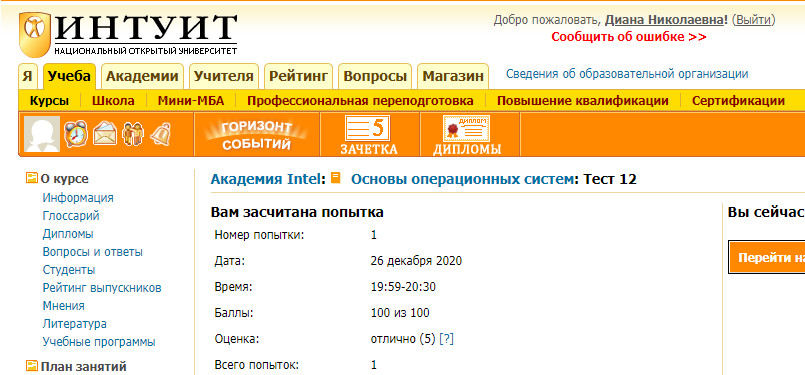 ИНТУИТ
НАЦИОНАЛЬНЫЙ ОТКРЫТЫЙ УНИВЕРСИТЕТ
Добро пожаловать, Диана Николаевна! (Выйти)
Сообщить об ошибке >>
Я Учеба Академии Учителя Рейтинг Вопросы Магазин Сведения об образовательной организации
Курсы Школа Мини-МБА Профессиональная переподготовка Повышение квалификации Сертификации
ГОРИЗОНТ СОБЫТИЙ
5 ЗАЧЕТКА
ДИПЛОМ ДИПЛОМЫ
О курсе
Информация
Глоссарий
Дипломы
Вопросы и ответы
Студенты
Рейтинг выпускников
Мнения
Литература
Учебные программы
План занятий
Академия Intel: Основы операционных систем: Тест 12
Вам засчитана попытка
Номер попытки: 1
Дата: 26 декабря 2020
Время: 19:59-20:30
Баллы: 100 из 100
Оценка: отлично (5) [?]
Всего попыток: 1
Вы сейчас
Перейти на